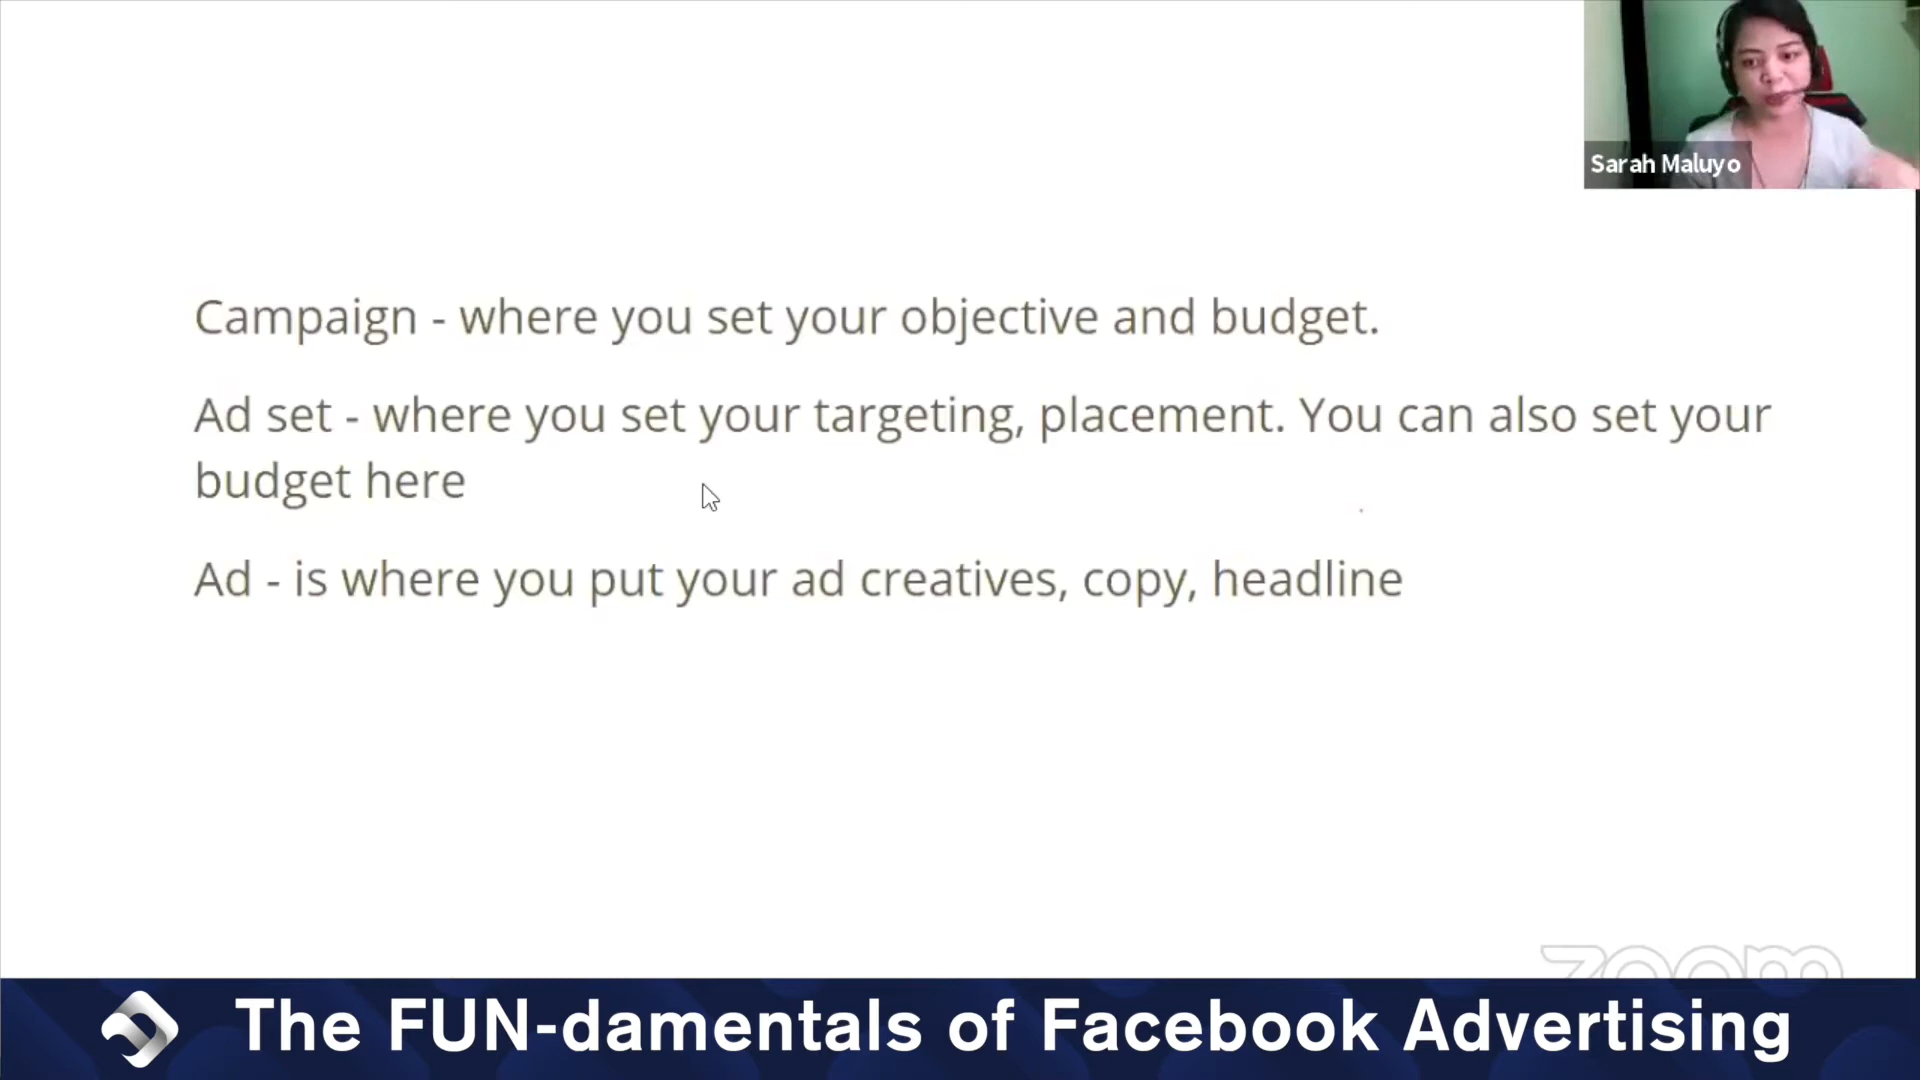 Sarah Maluyo
Campaign - where you set your objective and budget.
Ad set - where you set your targeting, placement. You can also set your
budget here
Ad - is where you put your ad creatives, copy, headline
zoom
The FUN-damentals of Facebook Advertising